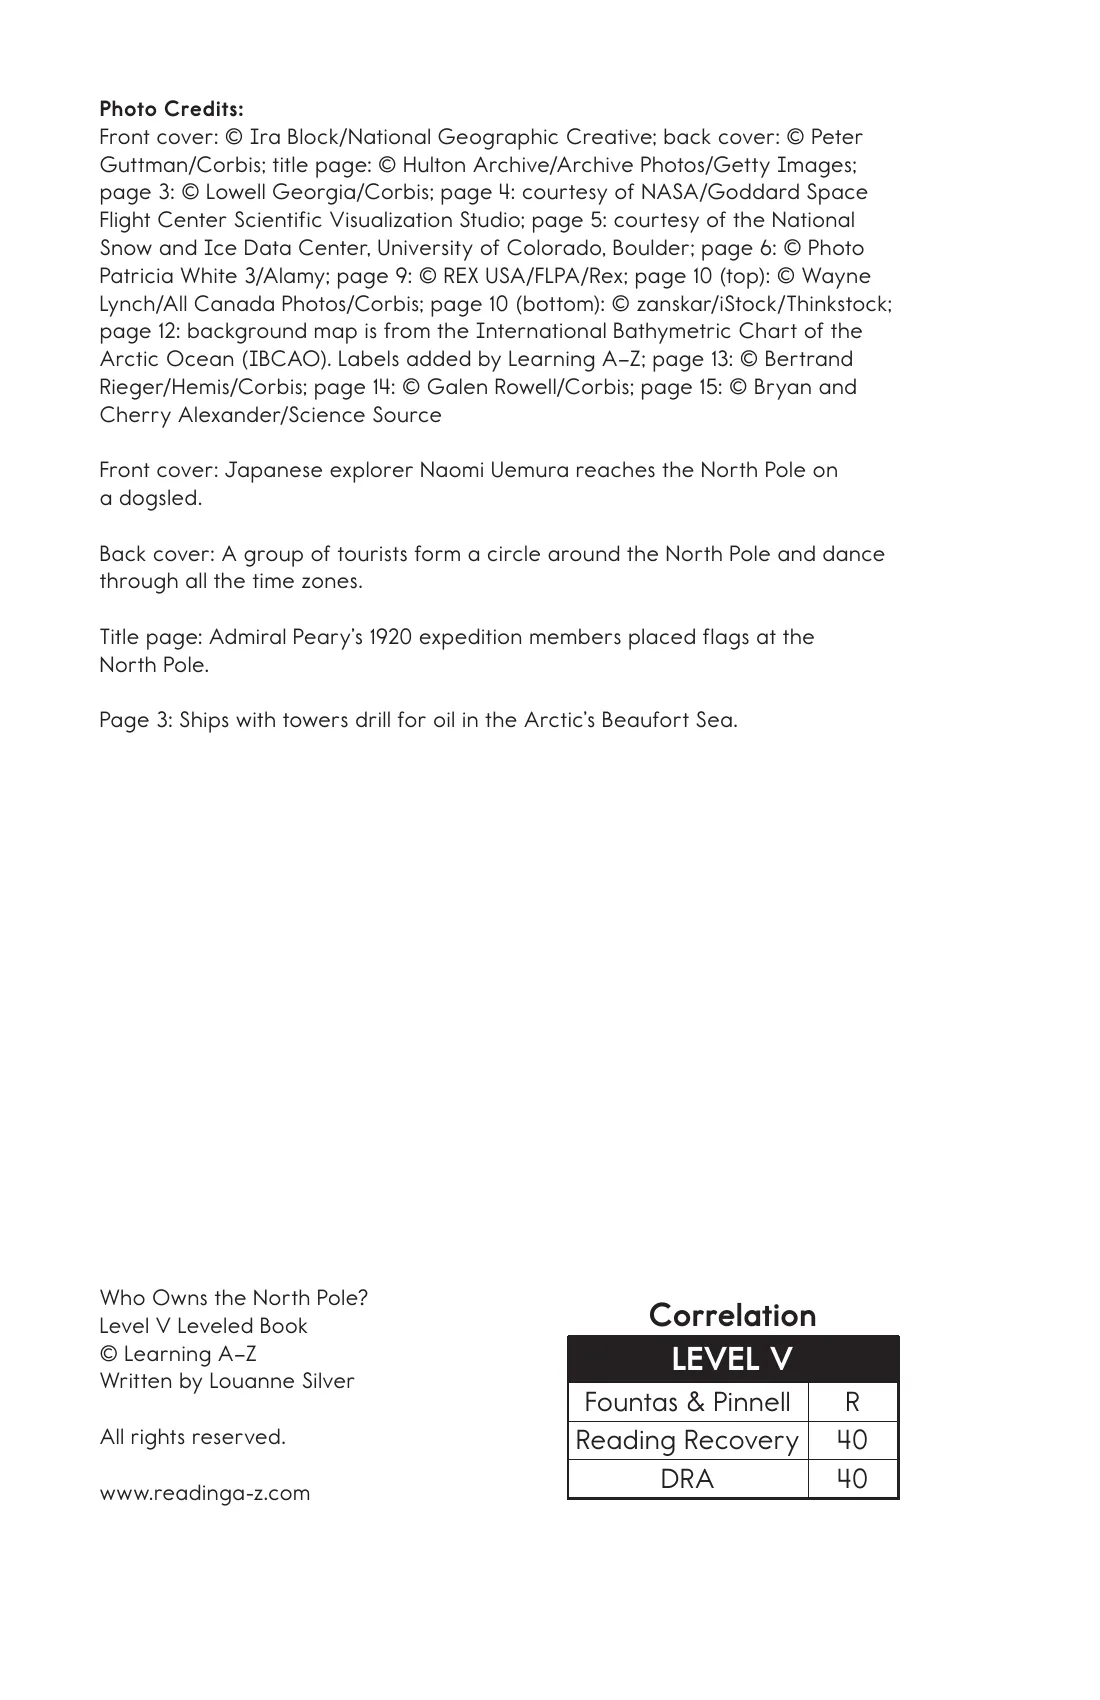 Photo Credits:
Front cover: © Ira Block/National Geographic Creative; back cover: © Peter
Guttman/Corbis; title page: © Hulton Archive/Archive Photos/Getty Images;
page 3: © Lowell Georgia/Corbis; page 4: courtesy of NASA/Goddard Space
Flight Center Scientific Visualization Studio; page 5: courtesy of the National
Snow and Ice Data Center, University of Colorado, Boulder; page 6: © Photo
Patricia White 3/Alamy; page 9: © REX USA/FLPA/Rex; page 10 (top): © Wayne
Lynch/All Canada Photos/Corbis; page 10 (bottom): © zanskar/iStock/Thinkstock;
page 12: background map is from the International Bathymetric Chart of the
Arctic Ocean (IBCAO). Labels added by Learning A–Z; page 13: © Bertrand
Rieger/Hemis/Corbis; page 14: © Galen Rowell/Corbis; page 15: © Bryan and
Cherry Alexander/Science Source
Front cover: Japanese explorer Naomi Uemura reaches the North Pole on
a dogsled.
Back cover: A group of tourists form a circle around the North Pole and dance
through all the time zones.
Title page: Admiral Peary's 1920 expedition members placed flags at the
North Pole.
Page 3: Ships with towers drill for oil in the Arctic's Beaufort Sea.
Who Owns the North Pole?
Level V Leveled Book
© Learning A–Z
Written by Louanne Silver
All rights reserved.
www.readinga-z.com
Correlation
LEVEL V
Fountas & Pinnell R
Reading Recovery 40
DRA 40